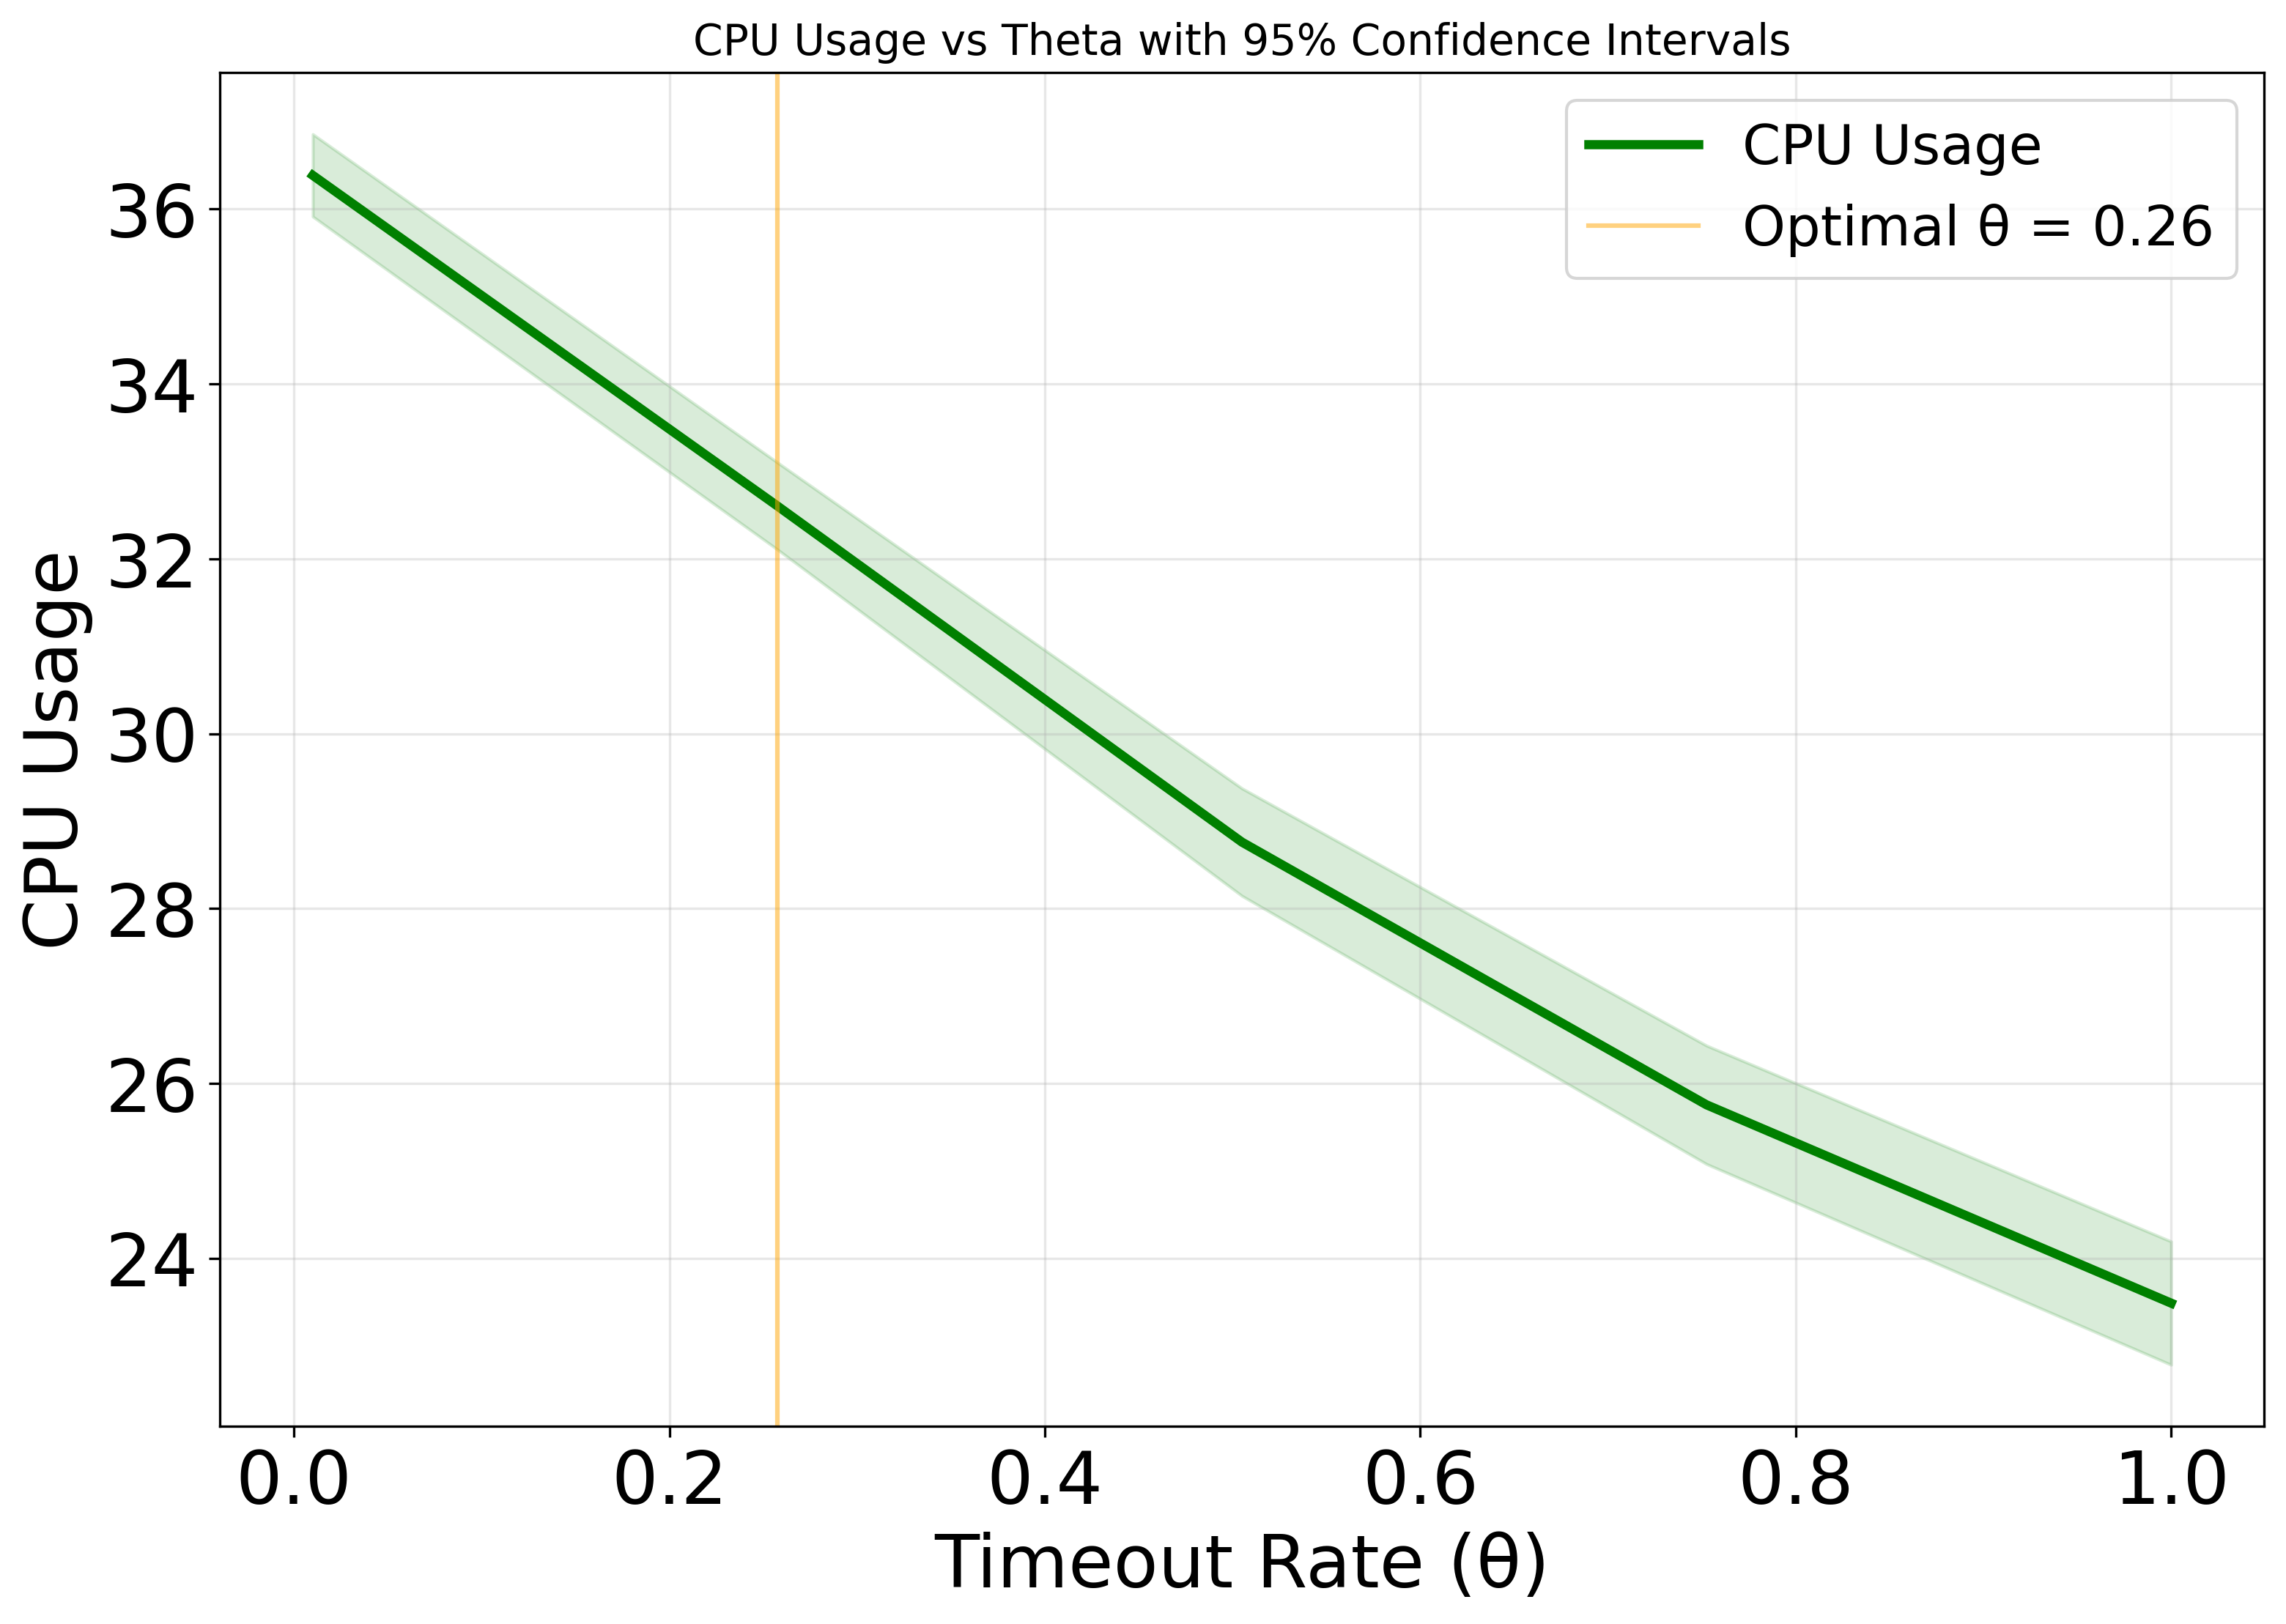 CPU Usage vs Theta with 95% Confidence Intervals
CPU Usage
Optimal θ = 0.26
CPU Usage
36
34
32
30
28
26
24
0.0 0.2 0.4 0.6 0.8 1.0
Timeout Rate (θ)